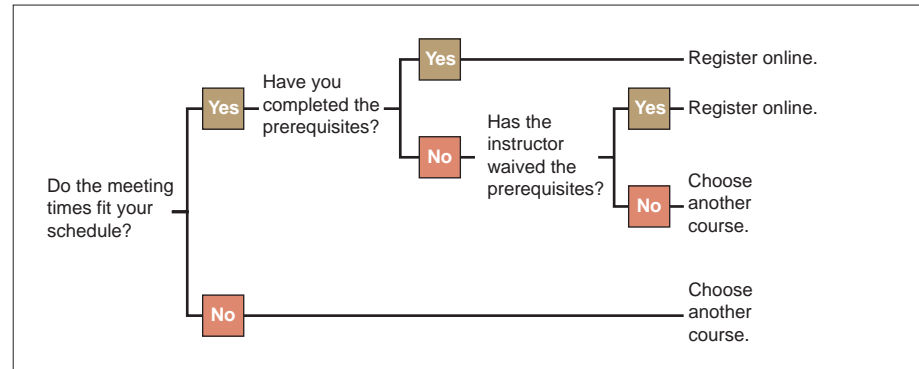 Do the meeting
times fit your
schedule?
Yes
Have you
completed the
prerequisites?
Yes
Register online.
No
Has the
instructor
waived the
prerequisites?
Yes
Register online.
No
Choose
another
course.
No
Choose
another
course.